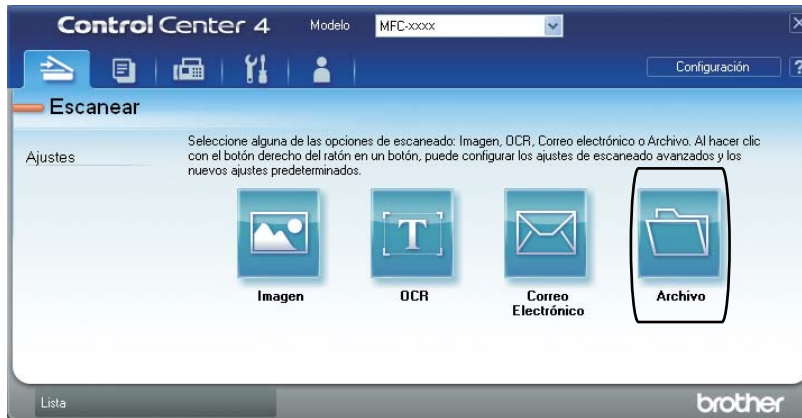 Control Center 4
Modelo
MFC-xxxx
Configuración
?
Escanear
Ajustes
Seleccione alguna de las opciones de escaneado: Imagen, OCR, Correo electrónico o Archivo. Al hacer clic
con el botón derecho del ratón en un botón, puede configurar los ajustes de escaneado avanzados y los
nuevos ajustes predeterminados.
T
Imagen
OCR
Correo
Electrónico
Archivo
Lista
brother